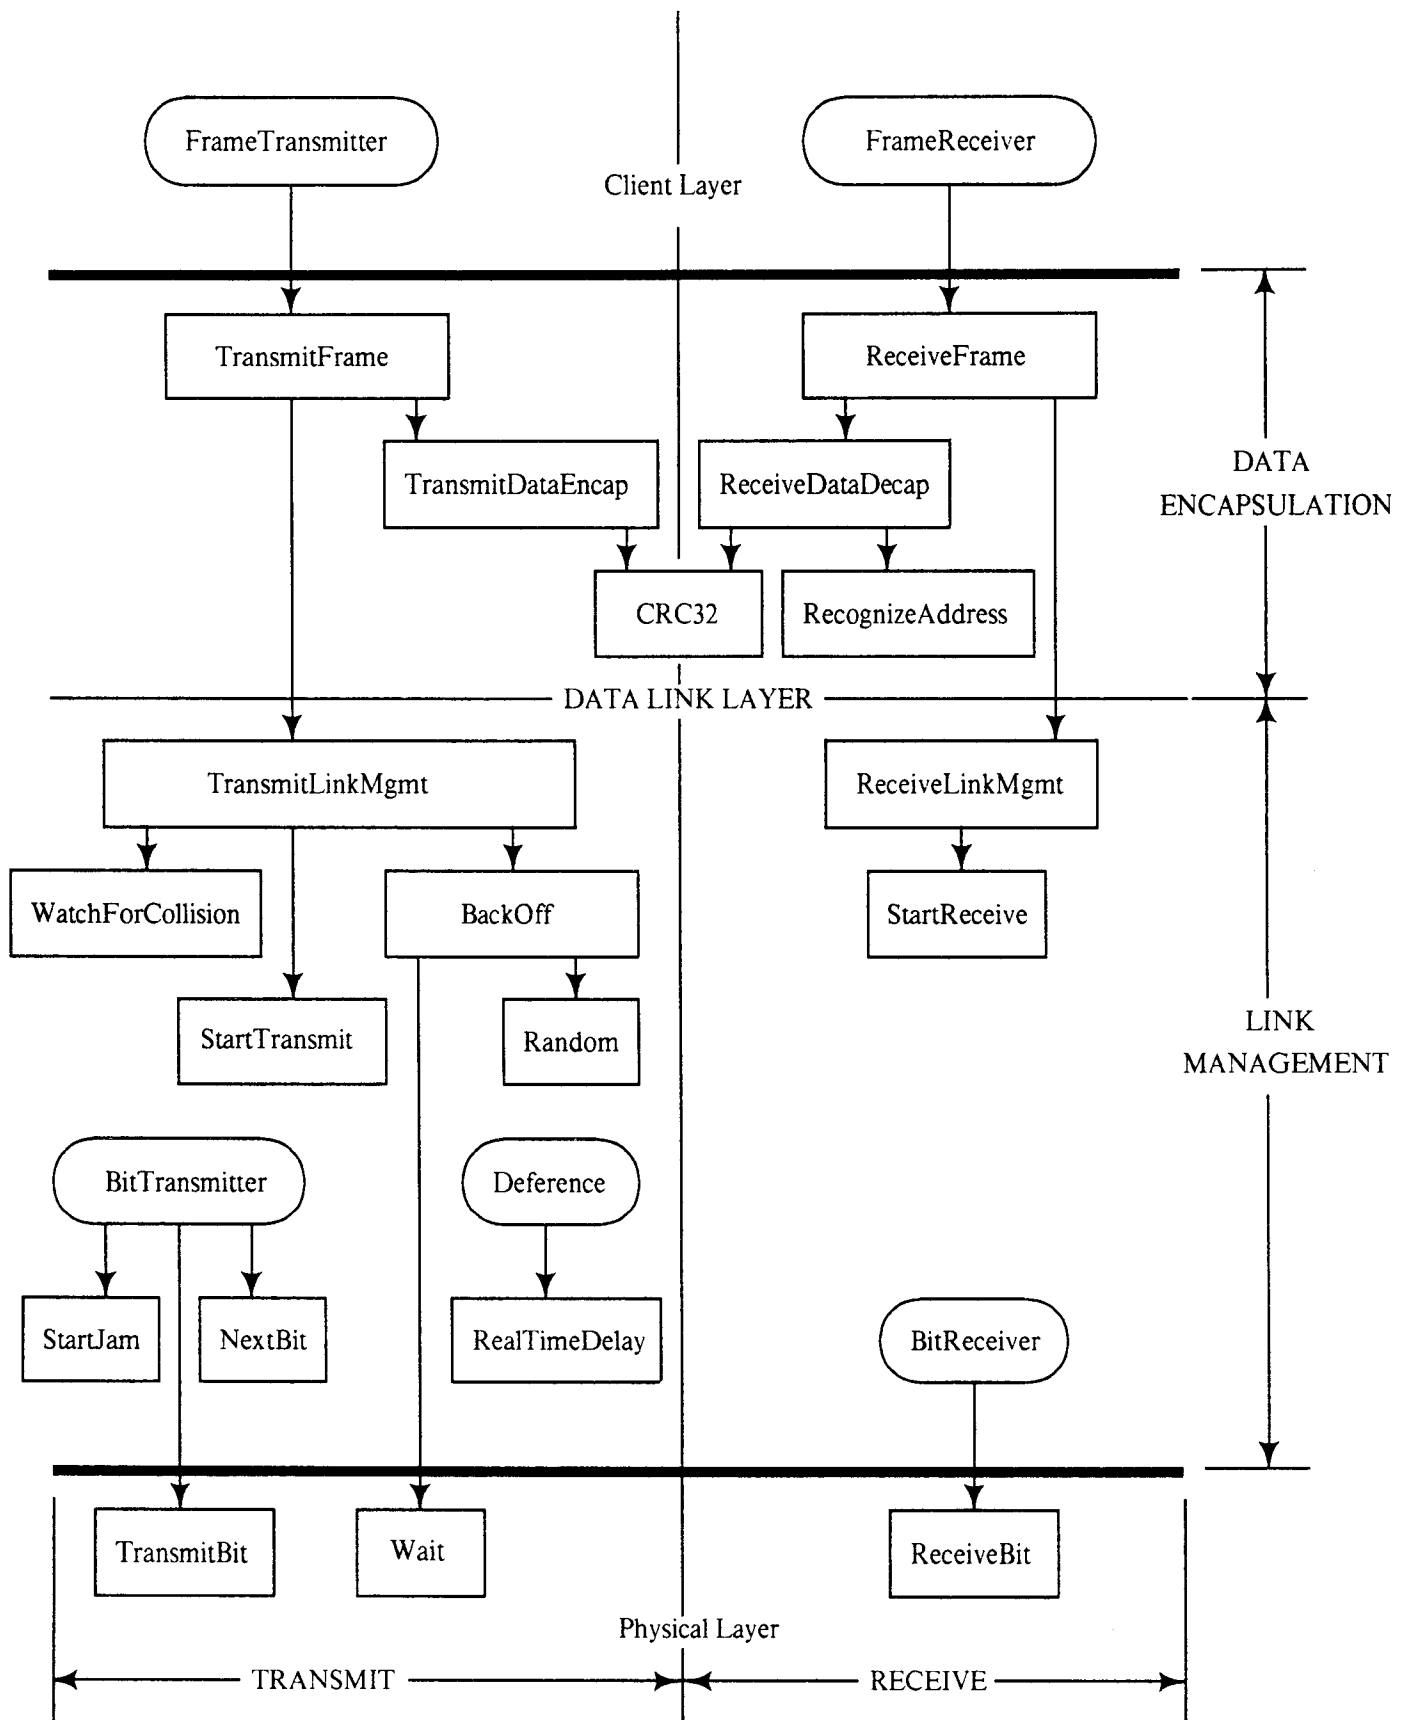 FrameTransmitter
FrameReceiver
Client Layer
TransmitFrame
ReceiveFrame
TransmitDataEncap
ReceiveDataDecap
DATA
ENCAPSULATION
CRC32
RecognizeAddress
DATA LINK LAYER
TransmitLinkMgmt
ReceiveLinkMgmt
WatchForCollision
BackOff
StartReceive
StartTransmit
Random
LINK
MANAGEMENT
BitTransmitter
Deference
StartJam
NextBit
RealTimeDelay
BitReceiver
TransmitBit
Wait
ReceiveBit
Physical Layer
TRANSMIT
RECEIVE